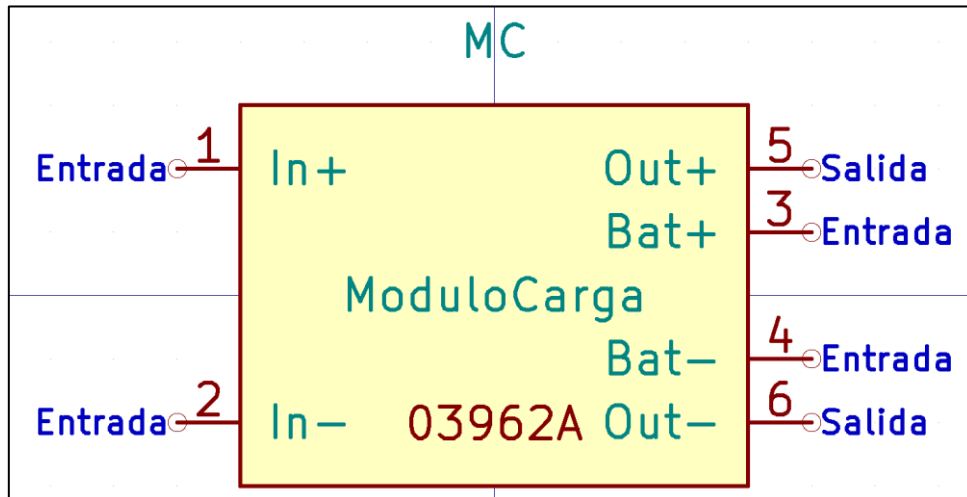 MC
Entrada 1 In+ Out+ 5 Salida
Bat+ 3 Entrada
ModuloCarga
Bat- 4 Entrada
Entrada 2 In- 03962A Out- 6 Salida